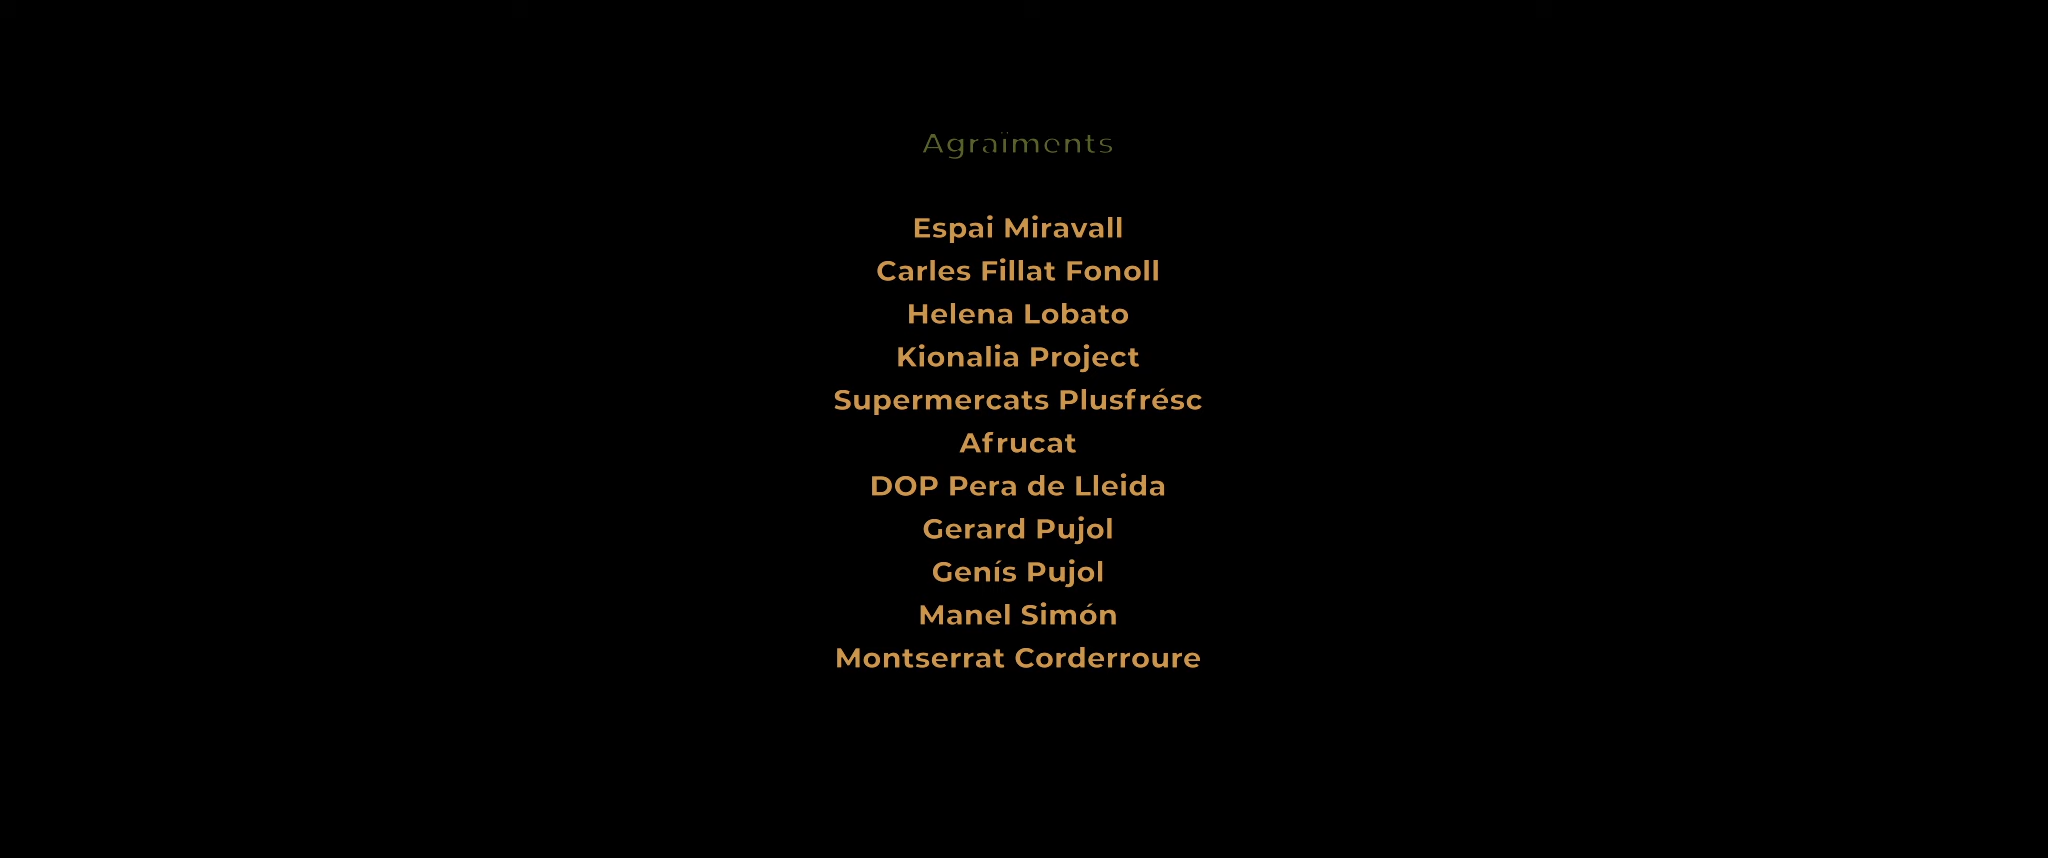 Agraïments
Espai Miravall
Carles Fillat Fonoll
Helena Lobato
Kionalia Project
Supermercats Plusfrésc
Afrucat
DOP Pera de Lleida
Gerard Pujol
Genís Pujol
Manel Simón
Montserrat Corderroure